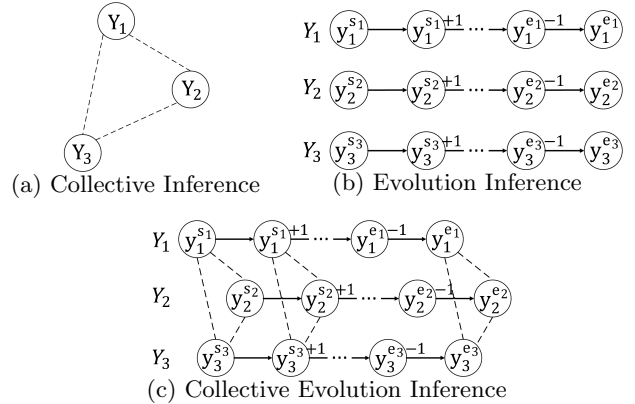 Y₁
Y₂
Y₃
(a) Collective Inference
Y₁ y₁^{s₁} y₁^{s₁+1} ... y₁^{e₁−1} y₁^{e₁}
Y₂ y₂^{s₂} y₂^{s₂+1} ... y₂^{e₂−1} y₂^{e₂}
Y₃ y₃^{s₃} y₃^{s₃+1} ... y₃^{e₃−1} y₃^{e₃}
(b) Evolution Inference
Y₁ y₁^{s₁} y₁^{s₁+1} ... y₁^{e₁−1} y₁^{e₁}
Y₂ y₂^{s₂} y₂^{s₂+1} ... y₂^{e₂−1} y₂^{e₂}
Y₃ y₃^{s₃} y₃^{s₃+1} ... y₃^{e₃−1} y₃^{e₃}
(c) Collective Evolution Inference